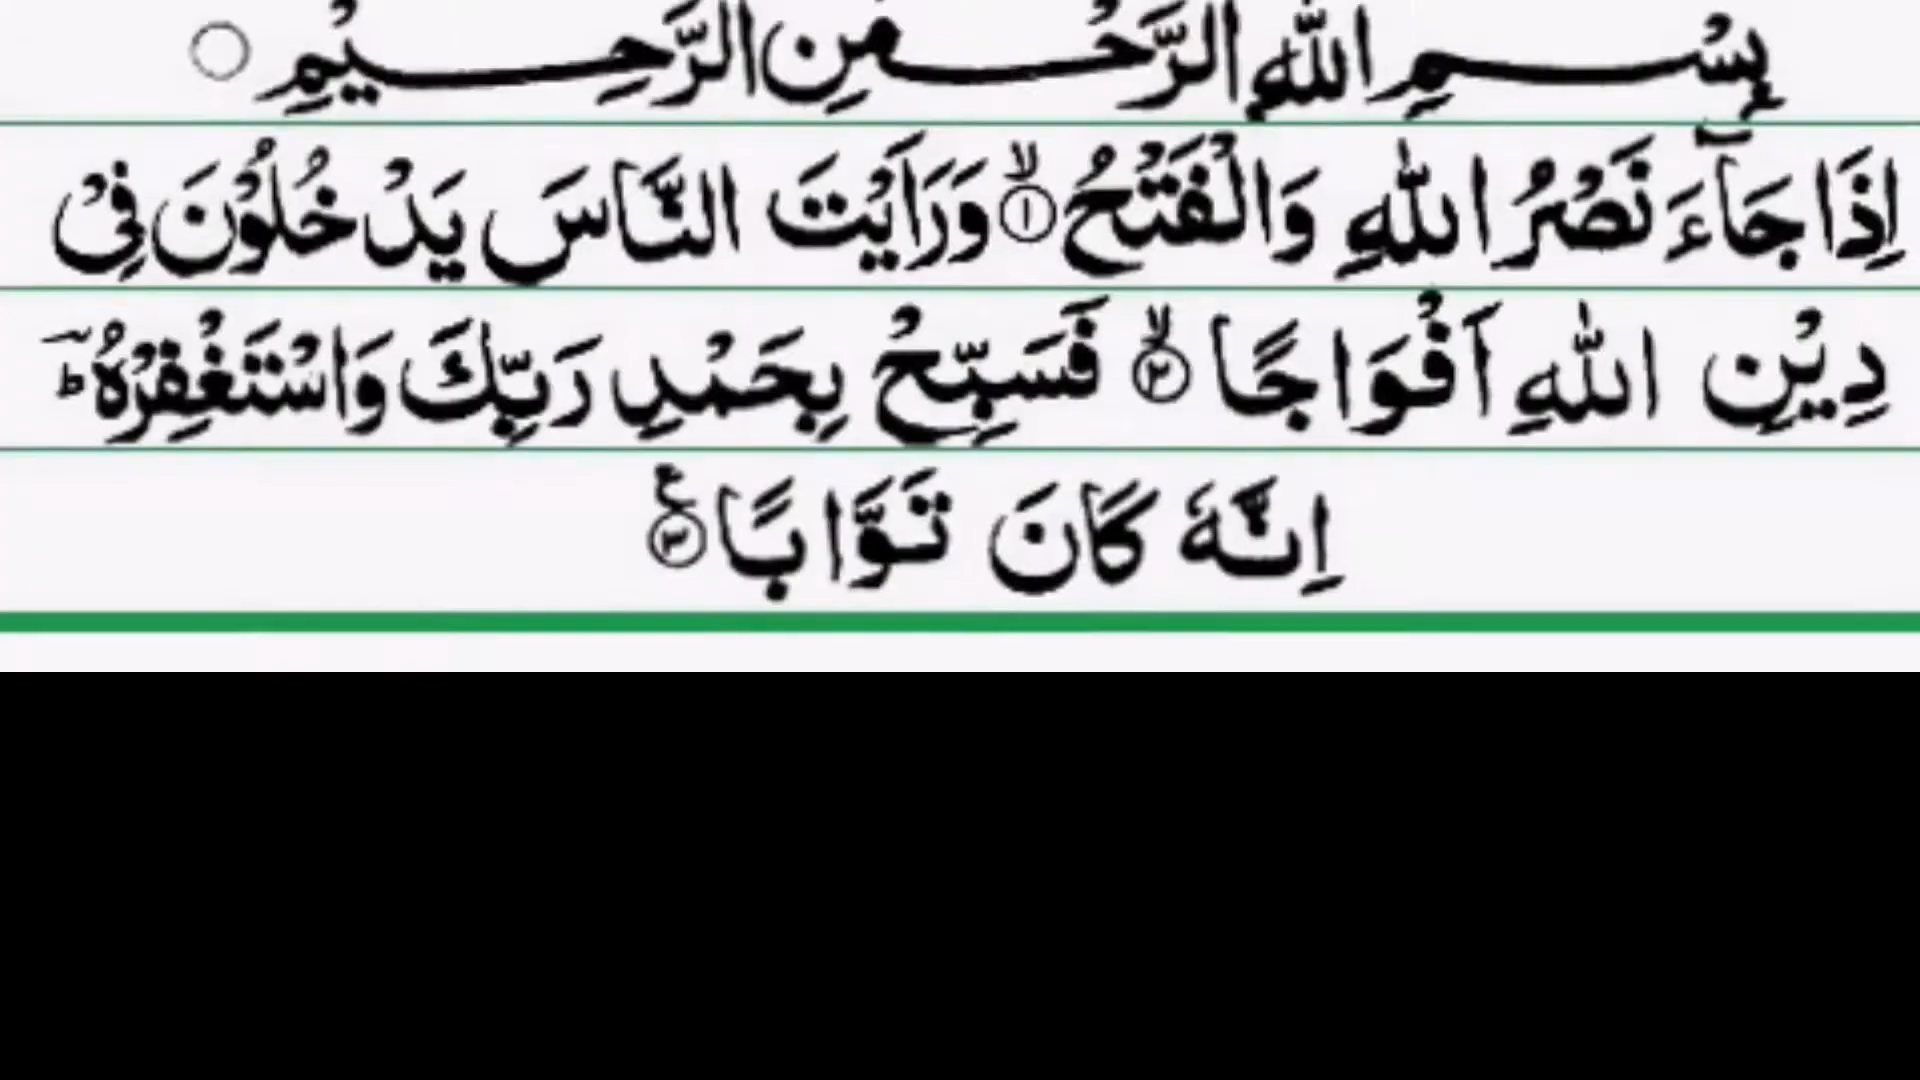 بِسْمِ اللّٰهِ الرَّحْمٰنِ الرَّحِيْمِ ○
اِذَا جَآءَ نَصْرُ اللّٰهِ وَالْفَتْحُ ۙ﴿۱﴾ وَرَاَيْتَ النَّاسَ يَدْخُلُوْنَ فِيْ
دِيْنِ اللّٰهِ اَفْوَاجًا ۙ﴿۲﴾ فَسَبِّحْ بِحَمْدِ رَبِّكَ وَاسْتَغْفِرْهُ ؔؕ
اِنَّهٗ كَانَ تَوَّابًا ﴿۳﴾ ع